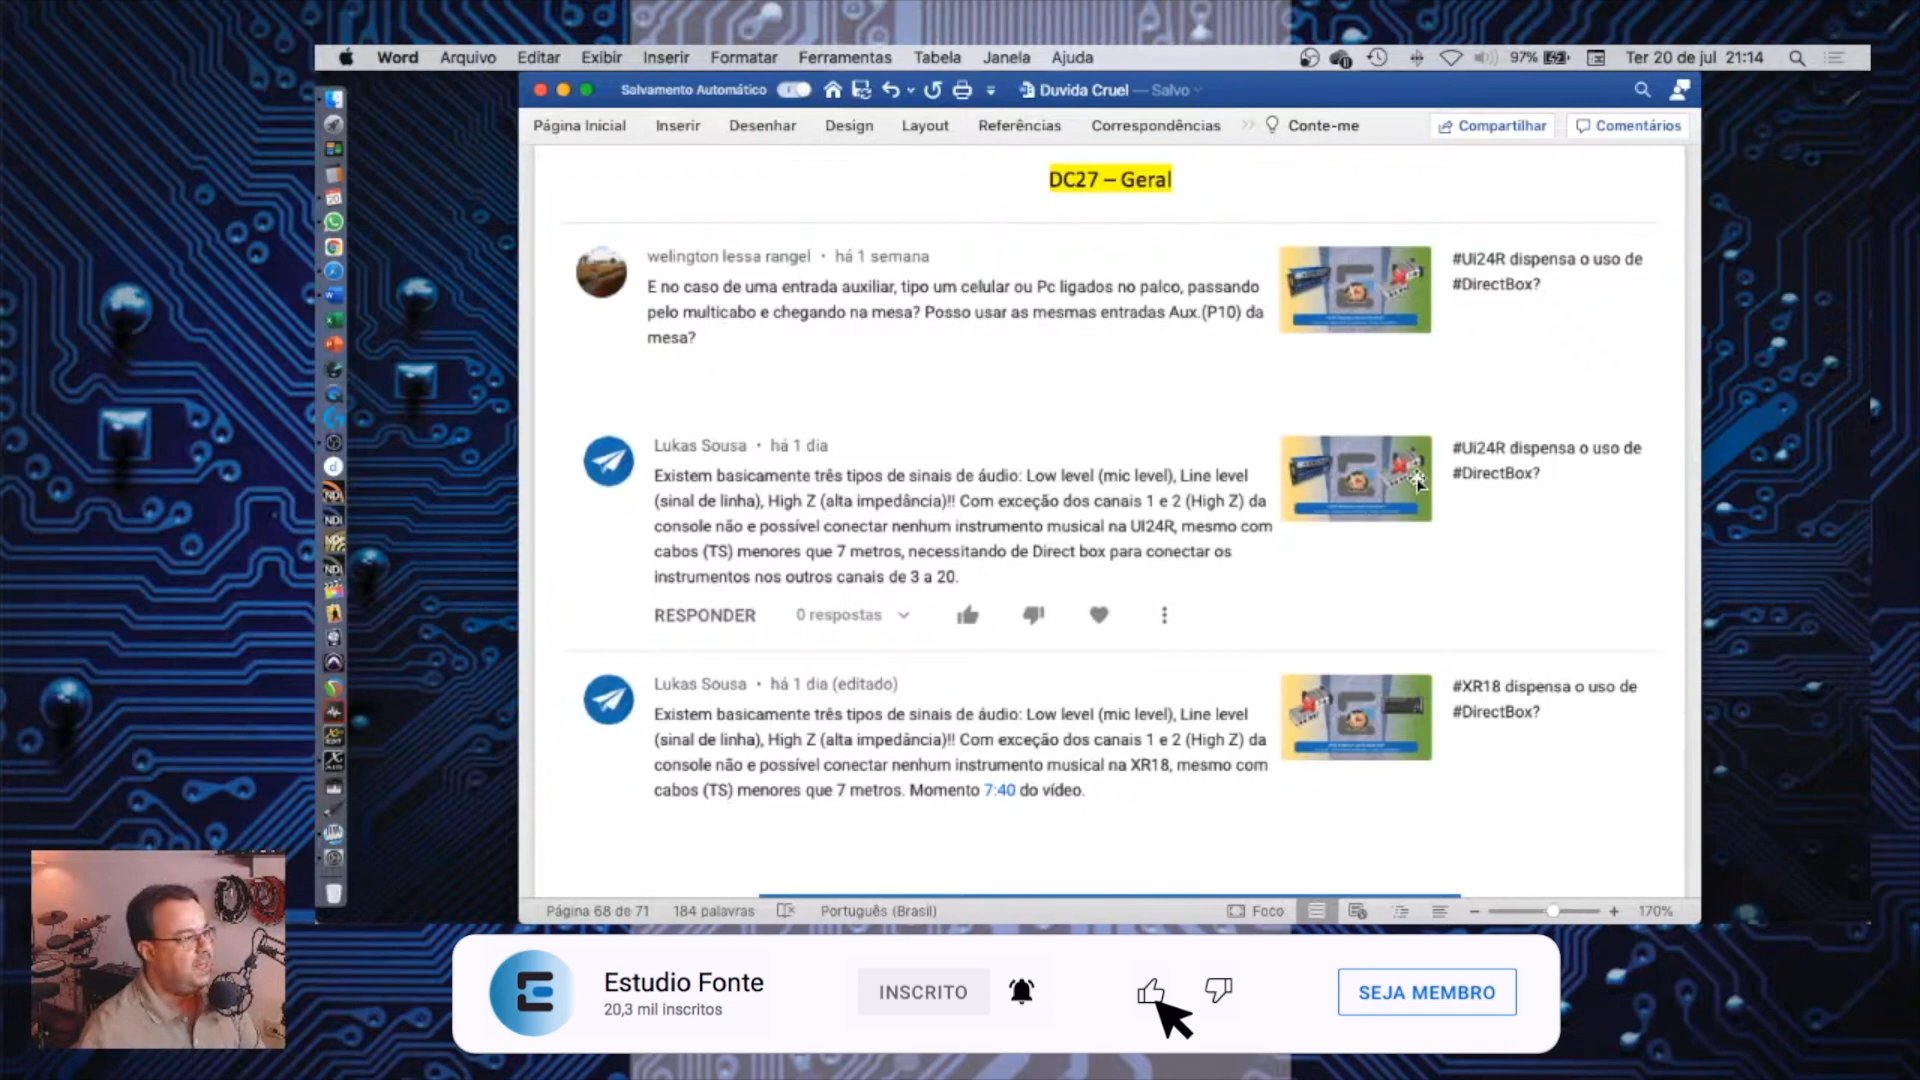 Word Arquivo Editar Exibir Inserir Formatar Ferramentas Tabela Janela Ajuda 97% Ter 20 de jul 21:14
Salvamento Automático Duvida Cruel — Salvo
Página Inicial Inserir Desenhar Design Layout Referências Correspondências Conte-me Compartilhar Comentários
DC27 – Geral
welington lessa rangel • há 1 semana
E no caso de uma entrada auxiliar, tipo um celular ou Pc ligados no palco, passando
pelo multicabo e chegando na mesa? Posso usar as mesmas entradas Aux.(P10) da
mesa?
#Ui24R dispensa o uso de
#DirectBox?
Lukas Sousa • há 1 dia
Existem basicamente três tipos de sinais de áudio: Low level (mic level), Line level
(sinal de linha), High Z (alta impedância)!! Com exceção dos canais 1 e 2 (High Z) da
console não e possível conectar nenhum instrumento musical na UI24R, mesmo com
cabos (TS) menores que 7 metros, necessitando de Direct box para conectar os
instrumentos nos outros canais de 3 a 20.
#Ui24R dispensa o uso de
#DirectBox?
RESPONDER 0 respostas
Lukas Sousa • há 1 dia (editado)
Existem basicamente três tipos de sinais de áudio: Low level (mic level), Line level
(sinal de linha), High Z (alta impedância)!! Com exceção dos canais 1 e 2 (High Z) da
console não e possível conectar nenhum instrumento musical na XR18, mesmo com
cabos (TS) menores que 7 metros. Momento 7:40 do vídeo.
#XR18 dispensa o uso de
#DirectBox?
Página 68 de 71 184 palavras Português (Brasil) Foco 170%
Estudio Fonte
20,3 mil inscritos
INSCRITO
SEJA MEMBRO